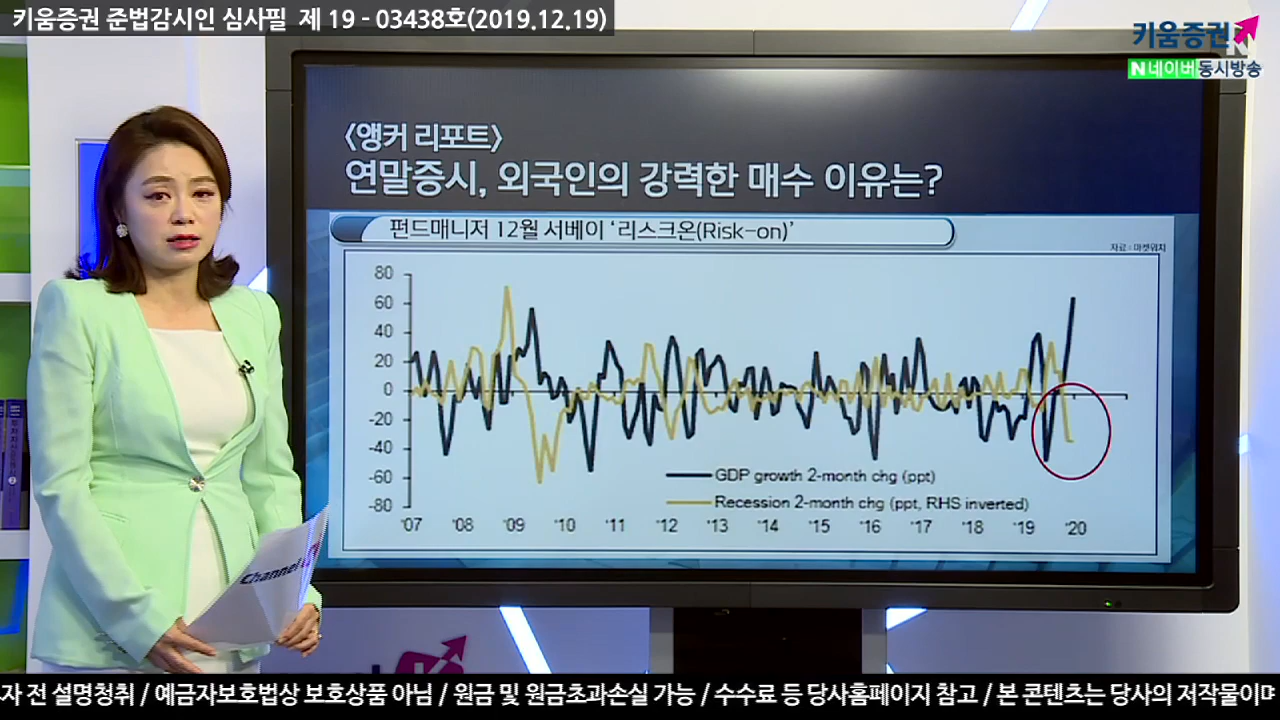 키움증권 준법감시인 심사필 제 19 - 03438호(2019.12.19)
키움증권
N 네이버 동시방송
<앵커 리포트>
연말증시, 외국인의 강력한 매수 이유는?
펀드매니저 12월 서베이 ‘리스크온(Risk-on)’
자료 : 마켓워치
80
60
40
20
0
-20
-40
-60
-80
GDP growth 2-month chg (ppt)
Recession 2-month chg (ppt, RHS inverted)
'07 '08 '09 '10 '11 '12 '13 '14 '15 '16 '17 '18 '19 '20
Channel
자 전 설명청취 / 예금자보호법상 보호상품 아님 / 원금 및 원금초과손실 가능 / 수수료 등 당사홈페이지 참고 / 본 콘텐츠는 당사의 저작물이며